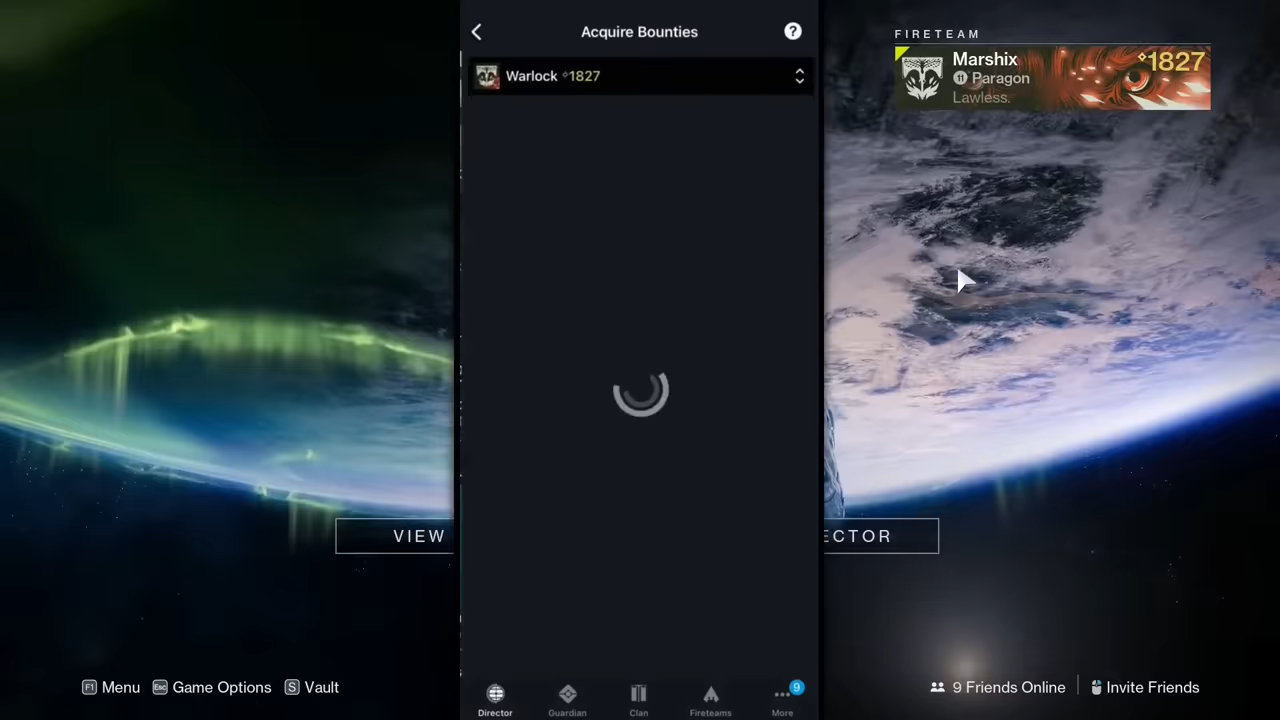 Acquire Bounties
?
Warlock 1827
FIRETEAM
Marshix
1827
11 Paragon
Lawless.
VIEW
ECTOR
F1 Menu
Esc Game Options
S Vault
Director
Guardian
Clan
Fireteams
9
More
9 Friends Online
Invite Friends